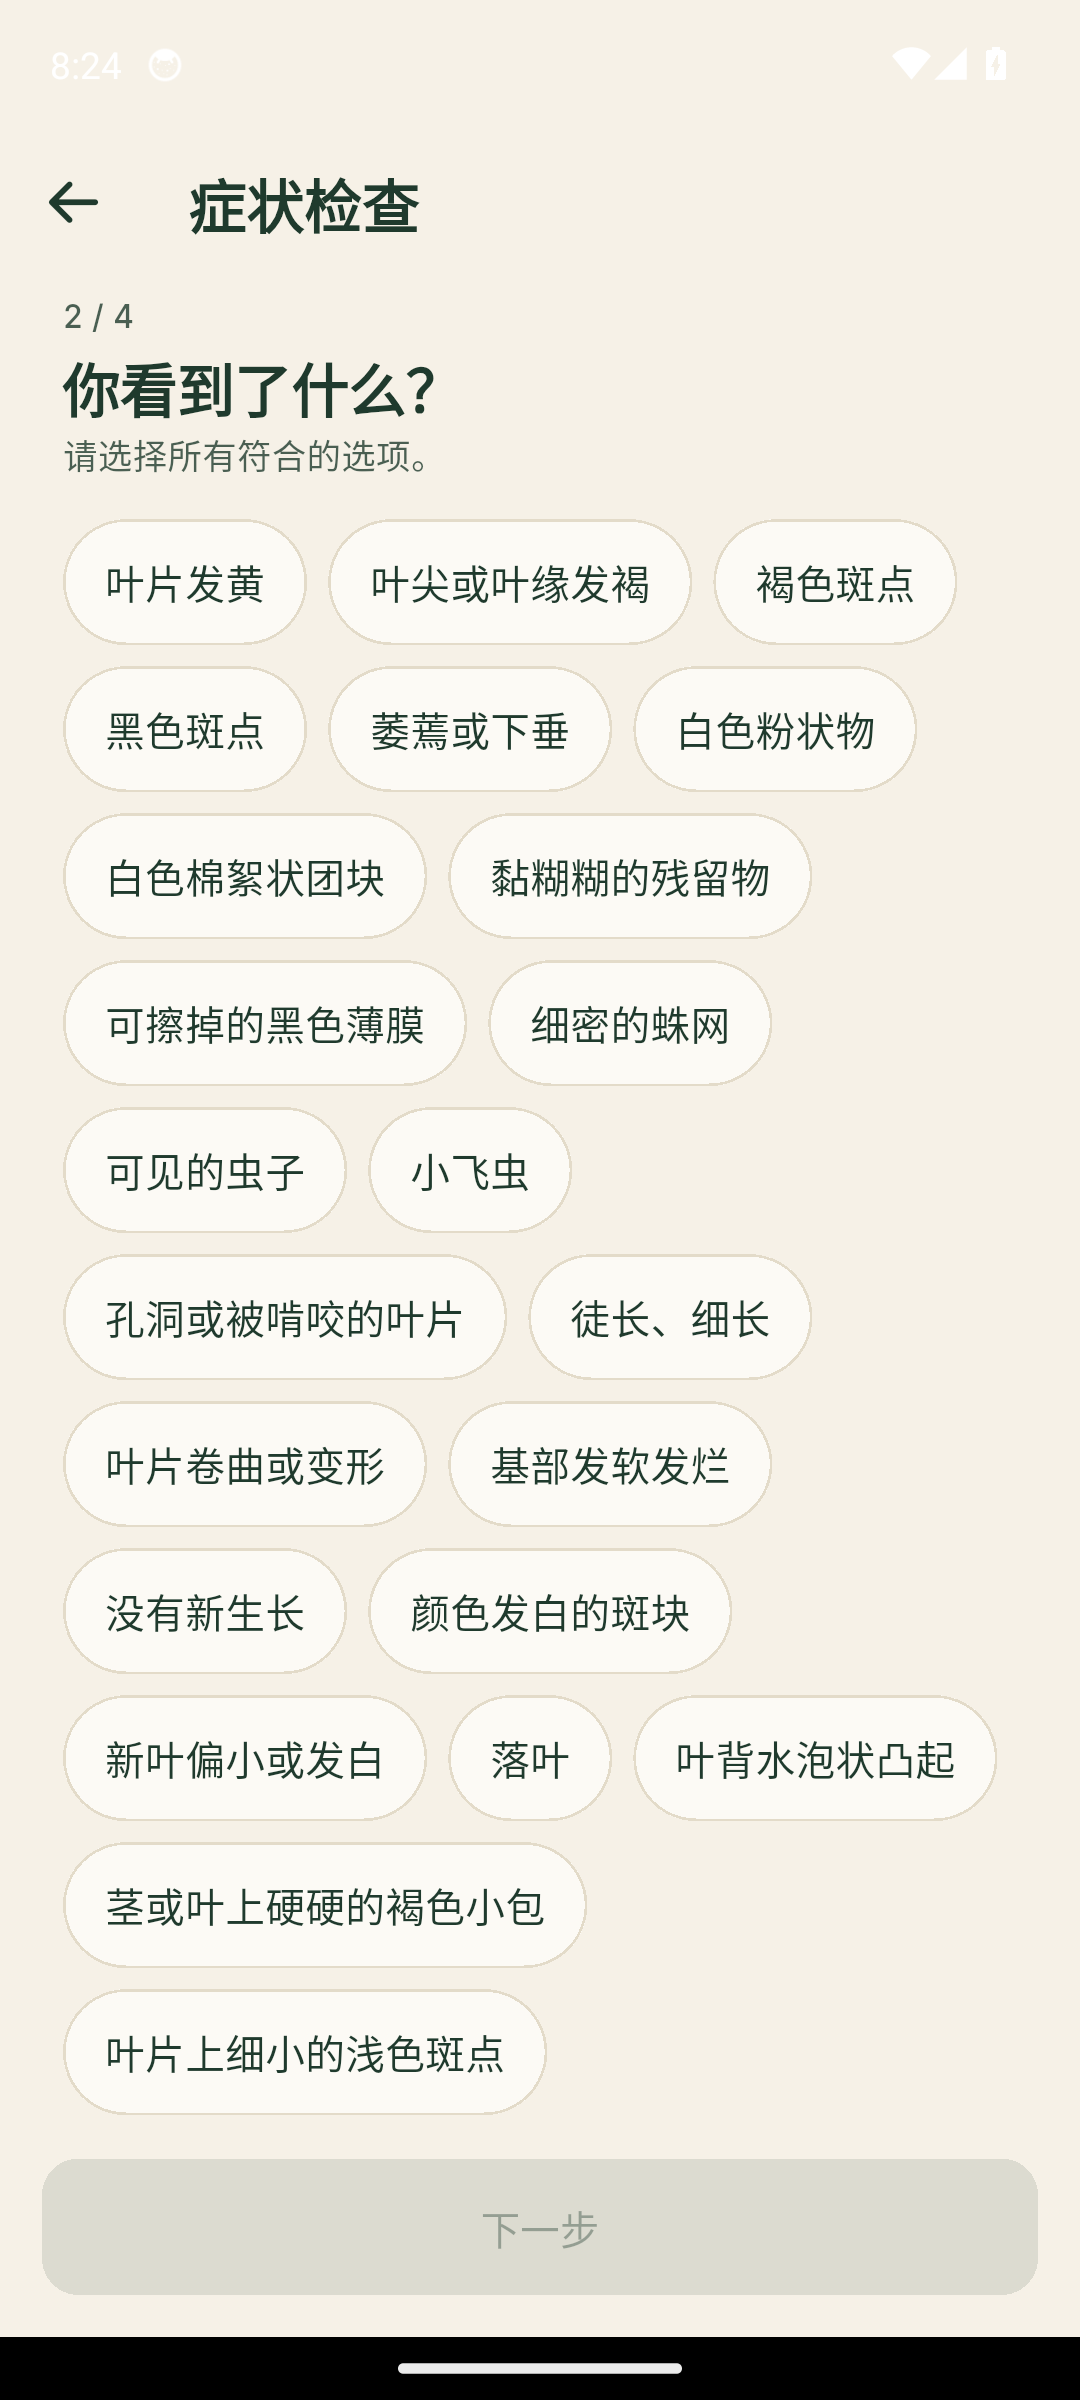 8:24
症状检查
2 / 4
你看到了什么？
请选择所有符合的选项。
叶片发黄 叶尖或叶缘发褐 褐色斑点
黑色斑点 萎蔫或下垂 白色粉状物
白色棉絮状团块 黏糊糊的残留物
可擦掉的黑色薄膜 细密的蛛网
可见的虫子 小飞虫
孔洞或被啃咬的叶片 徒长、细长
叶片卷曲或变形 基部发软发烂
没有新生长 颜色发白的斑块
新叶偏小或发白 落叶 叶背水泡状凸起
茎或叶上硬硬的褐色小包
叶片上细小的浅色斑点
下一步